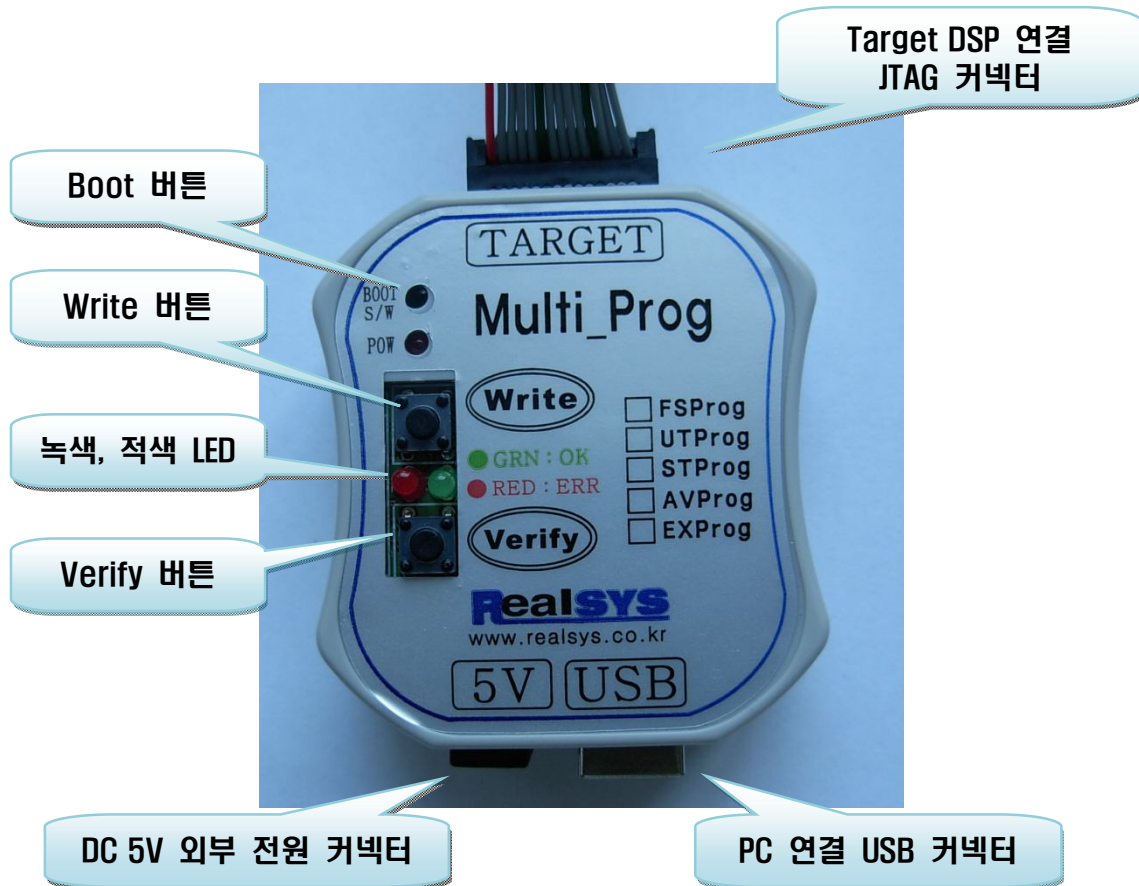 Target DSP 연결
JTAG 커넥터
Boot 버튼
TARGET
BOOT
S/W
Multi_Prog
Write 버튼
POW
Write
FSProg
UTProg
녹색, 적색 LED
GRN : OK
STProg
RED : ERR
AVProg
EXProg
Verify
Verify 버튼
RealSYS
www.realsys.co.kr
5V
USB
DC 5V 외부 전원 커넥터
PC 연결 USB 커넥터